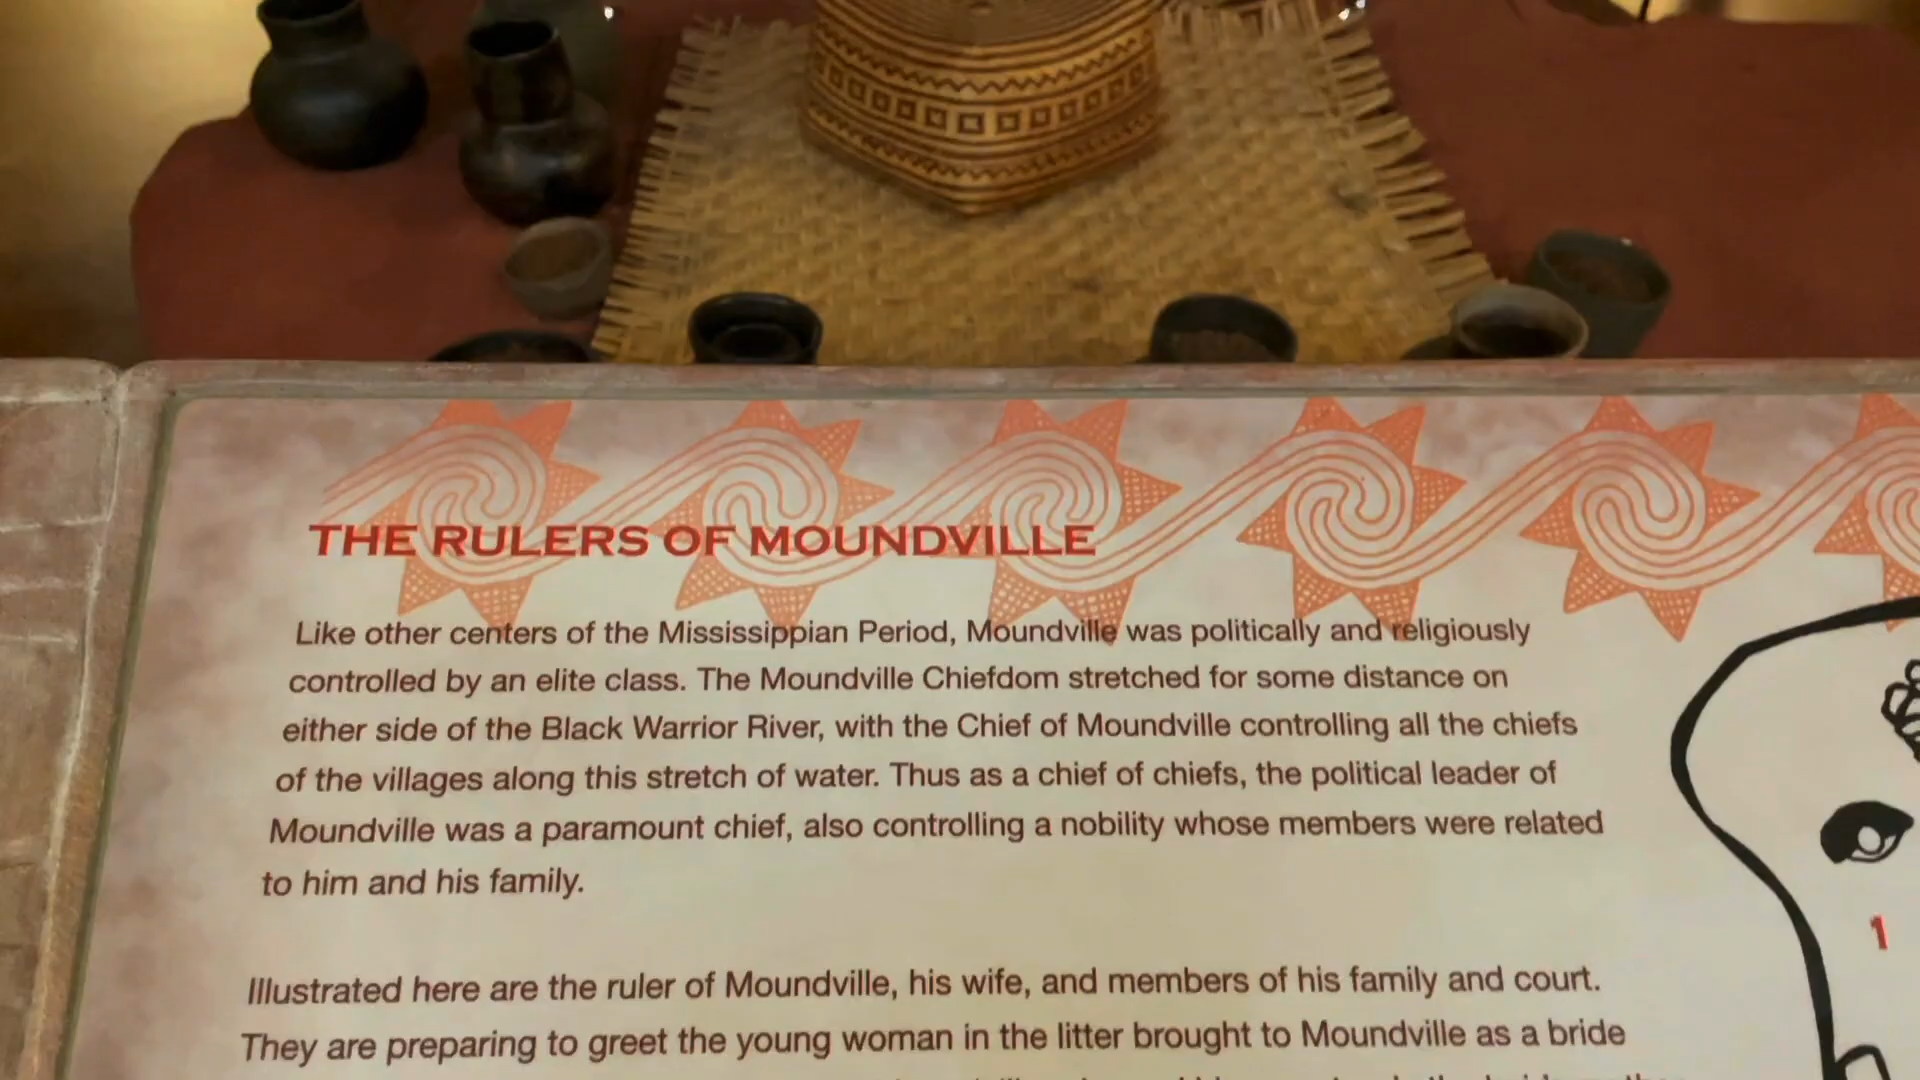 THE RULERS OF MOUNDVILLE
Like other centers of the Mississippian Period, Moundville was politically and religiously
controlled by an elite class. The Moundville Chiefdom stretched for some distance on
either side of the Black Warrior River, with the Chief of Moundville controlling all the chiefs
of the villages along this stretch of water. Thus as a chief of chiefs, the political leader of
Moundville was a paramount chief, also controlling a nobility whose members were related
to him and his family.
Illustrated here are the ruler of Moundville, his wife, and members of his family and court.
They are preparing to greet the young woman in the litter brought to Moundville as a bride
1